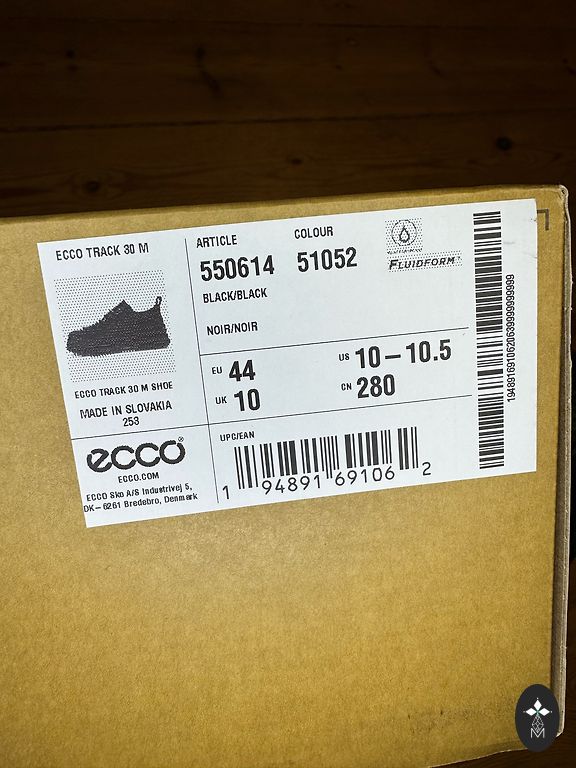 ECCO TRACK 30 M
ECCO TRACK 30 M SHOE
MADE IN SLOVAKIA
253
ecco®
ECCO.COM
ECCO Sko A/S Industrivej 5,
DK-6261 Bredebro, Denmark
ARTICLE COLOUR
550614 51052
BLACK/BLACK
NOIR/NOIR
FLUIDFORM™
EU 44 US 10-10.5
UK 10 CN 280
UPC/EAN
1 94891 69106 2
M